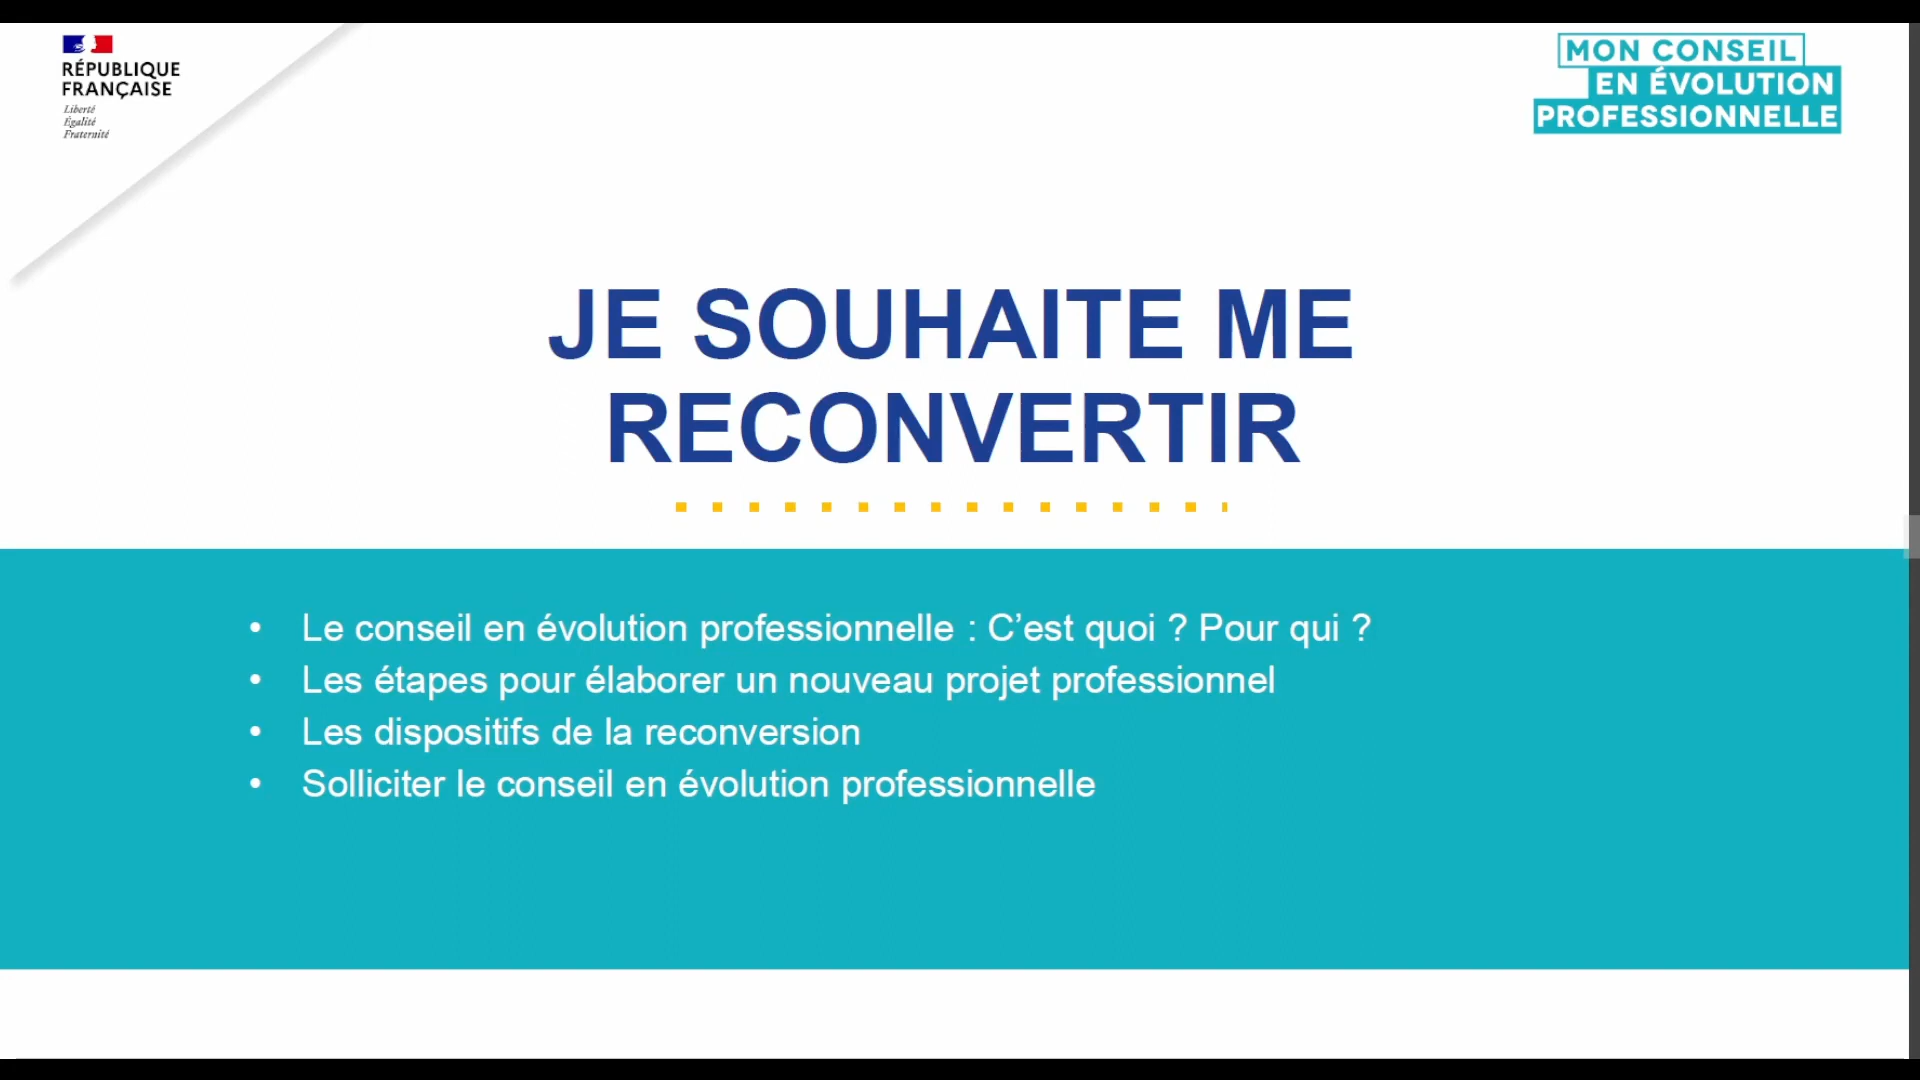 RÉPUBLIQUE
FRANÇAISE
Liberté
Égalité
Fraternité
MON CONSEIL
EN ÉVOLUTION
PROFESSIONNELLE
JE SOUHAITE ME
RECONVERTIR
• Le conseil en évolution professionnelle : C’est quoi ? Pour qui ?
• Les étapes pour élaborer un nouveau projet professionnel
• Les dispositifs de la reconversion
• Solliciter le conseil en évolution professionnelle